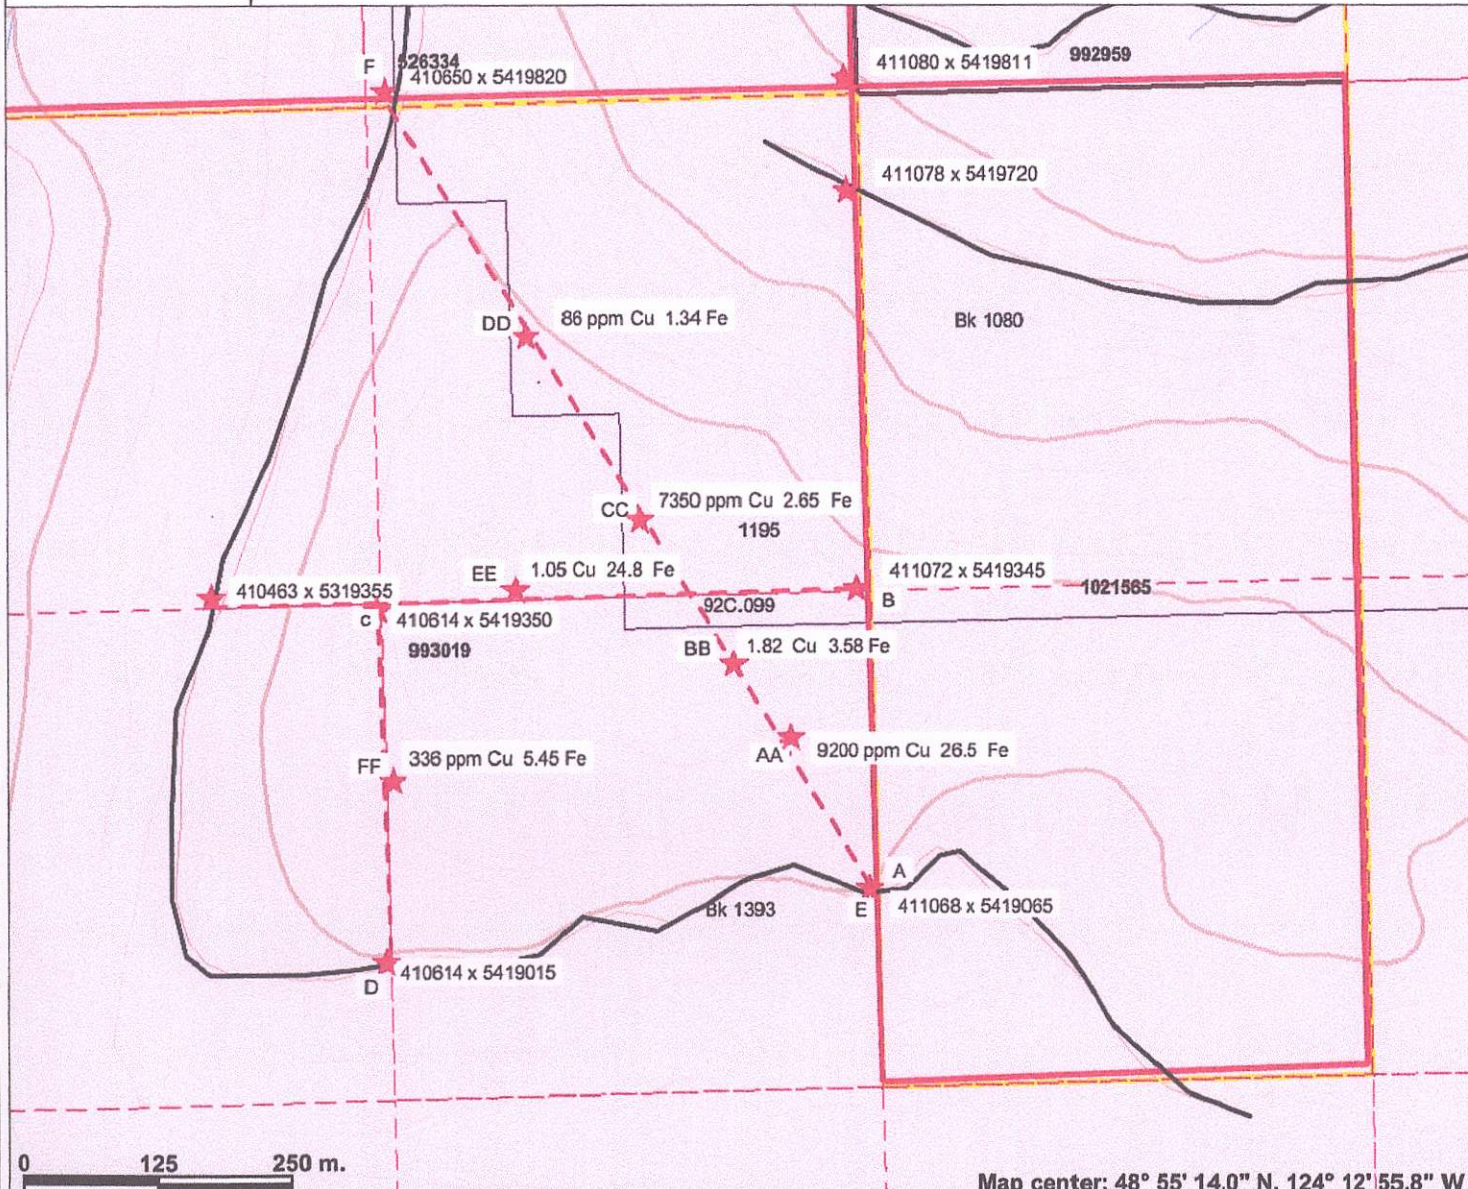 411080 x 5419811
992959
F
526334
410650 x 5419820
411078 x 5419720
DD
86 ppm Cu 1.34 Fe
Bk 1080
CC
7350 ppm Cu 2.65 Fe
1195
EE
1.05 Cu 24.8 Fe
411072 x 5419345
1021565
B
410463 x 5319355
92C.099
c
410614 x 5419350
993019
BB
1.82 Cu 3.58 Fe
AA
9200 ppm Cu 26.5 Fe
FF
336 ppm Cu 5.45 Fe
A
E
411068 x 5419065
Bk 1393
410614 x 5419015
D
0 125 250 m.
Map center: 48° 55' 14.0" N, 124° 12' 55.8" W